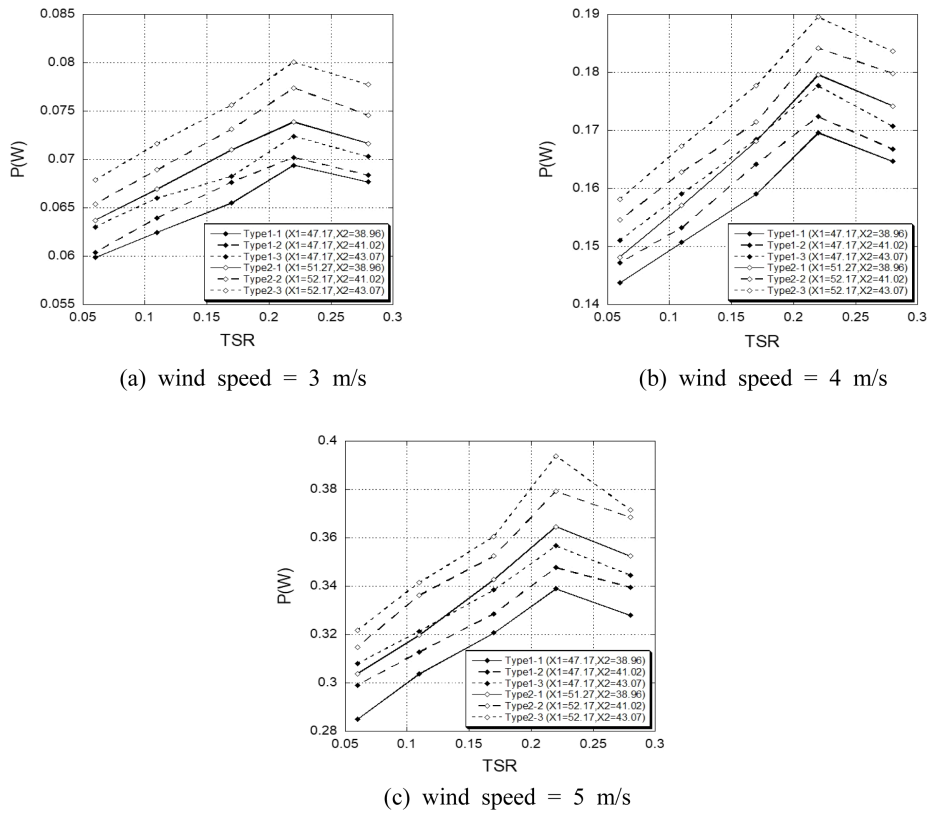 0.085
0.08
0.075
0.07
0.065
0.06
0.055
P(W)
Type1-1 (X1=47.17,X2=38.96)
Type1-2 (X1=47.17,X2=41.02)
Type1-3 (X1=47.17,X2=43.07)
Type2-1 (X1=51.27,X2=38.96)
Type2-2 (X1=52.17,X2=41.02)
Type2-3 (X1=52.17,X2=43.07)
0.05 0.1 0.15 0.2 0.25 0.3
TSR
(a) wind speed = 3 m/s
0.19
0.18
0.17
0.16
0.15
0.14
P(W)
Type1-1 (X1=47.17,X2=38.96)
Type1-2 (X1=47.17,X2=41.02)
Type1-3 (X1=47.17,X2=43.07)
Type2-1 (X1=51.27,X2=38.96)
Type2-2 (X1=52.17,X2=41.02)
Type2-3 (X1=52.17,X2=43.07)
0.05 0.1 0.15 0.2 0.25 0.3
TSR
(b) wind speed = 4 m/s
0.4
0.38
0.36
0.34
0.32
0.3
0.28
P(W)
Type1-1 (X1=47.17,X2=38.96)
Type1-2 (X1=47.17,X2=41.02)
Type1-3 (X1=47.17,X2=43.07)
Type2-1 (X1=51.27,X2=38.96)
Type2-2 (X1=52.17,X2=41.02)
Type2-3 (X1=52.17,X2=43.07)
0.05 0.1 0.15 0.2 0.25 0.3
TSR
(c) wind speed = 5 m/s